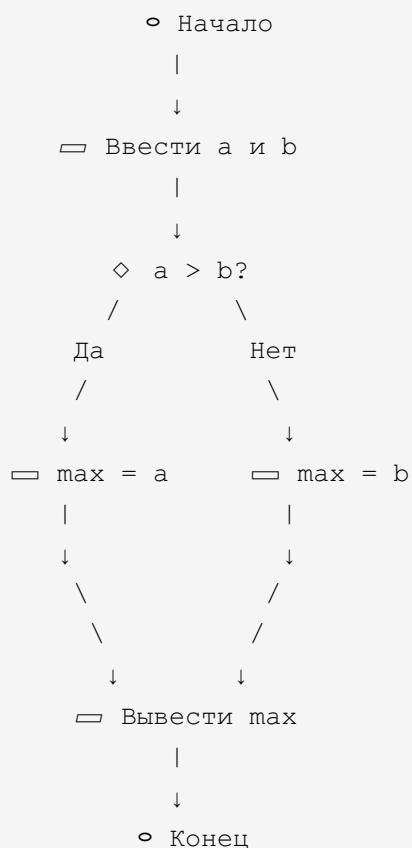 Начало
Ввести a и b
a > b?
Да Нет
max = a max = b
Вывести max
Конец